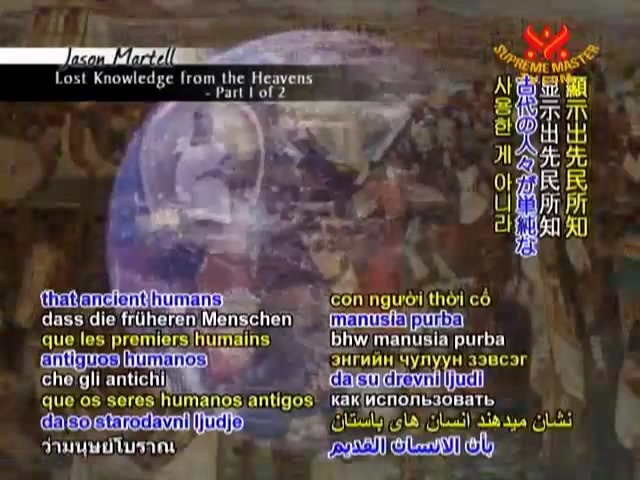 Jason Martell
Lost Knowledge from the Heavens
- Part 1 of 2
SUPREME MASTER
顯示出先民所知
显示出先民所知
古代の人々が単純な
사용한 게 아니라
that ancient humans
dass die früheren Menschen
que les premiers humains
antiguos humanos
che gli antichi
que os seres humanos antigos
da so starodavni ljudje
ว่ามนุษย์โบราณ
con người thời cổ
manusia purba
bhw manusia purba
энгийн чулуун зэвсэг
da su drevni ljudi
как использовать
نشان میدهند انسان های باستان
بأن الانسان القديم